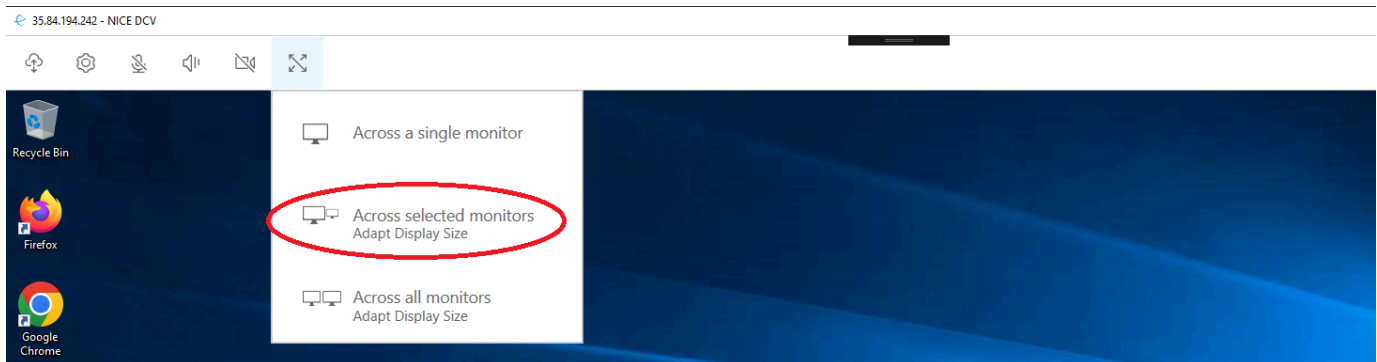 35.84.194.242 - NICE DCV
Across a single monitor
Recycle Bin
Across selected monitors
Adapt Display Size
Firefox
Across all monitors
Adapt Display Size
Google
Chrome